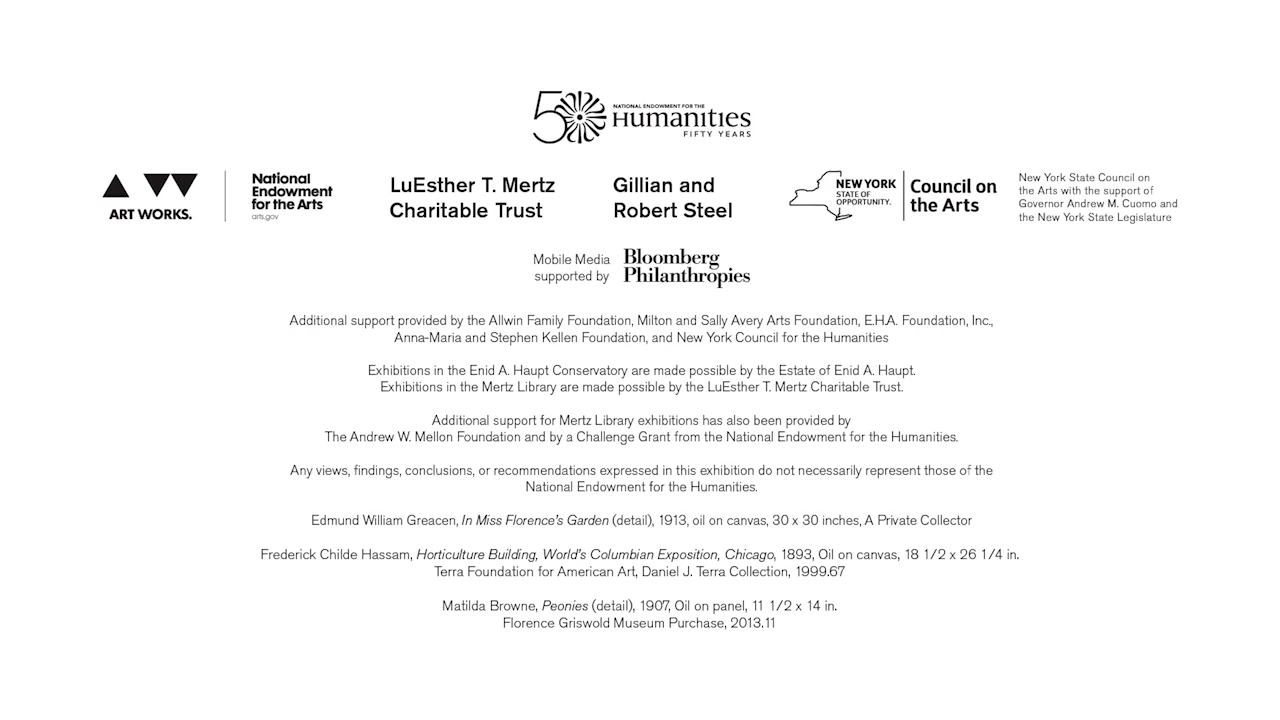 50 NATIONAL ENDOWMENT FOR THE
Humanities
FIFTY YEARS
ART WORKS.
National
Endowment
for the Arts
arts.gov
LuEsther T. Mertz
Charitable Trust
Gillian and
Robert Steel
NEW YORK
STATE OF
OPPORTUNITY.
Council on
the Arts
New York State Council on
the Arts with the support of
Governor Andrew M. Cuomo and
the New York State Legislature
Mobile Media
supported by
Bloomberg
Philanthropies
Additional support provided by the Allwin Family Foundation, Milton and Sally Avery Arts Foundation, E.H.A. Foundation, Inc.,
Anna-Maria and Stephen Kellen Foundation, and New York Council for the Humanities
Exhibitions in the Enid A. Haupt Conservatory are made possible by the Estate of Enid A. Haupt.
Exhibitions in the Mertz Library are made possible by the LuEsther T. Mertz Charitable Trust.
Additional support for Mertz Library exhibitions has also been provided by
The Andrew W. Mellon Foundation and by a Challenge Grant from the National Endowment for the Humanities.
Any views, findings, conclusions, or recommendations expressed in this exhibition do not necessarily represent those of the
National Endowment for the Humanities.
Edmund William Greacen, In Miss Florence's Garden (detail), 1913, oil on canvas, 30 x 30 inches, A Private Collector
Frederick Childe Hassam, Horticulture Building, World's Columbian Exposition, Chicago, 1893, Oil on canvas, 18 1/2 x 26 1/4 in.
Terra Foundation for American Art, Daniel J. Terra Collection, 1999.67
Matilda Browne, Peonies (detail), 1907, Oil on panel, 11 1/2 x 14 in.
Florence Griswold Museum Purchase, 2013.11